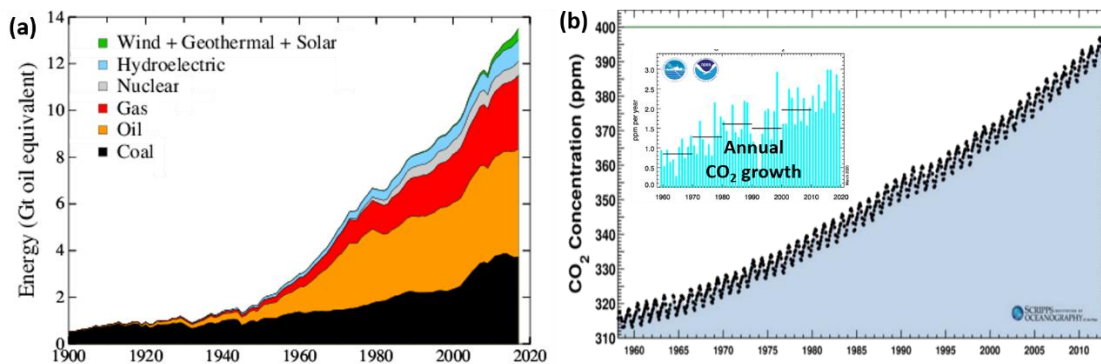 (a)
14
12
10
8
6
4
2
0
Energy (Gt oil equivalent)
Wind + Geothermal + Solar
Hydroelectric
Nuclear
Gas
Oil
Coal
1900 1920 1940 1960 1980 2000 2020
(b)
400
390
380
370
360
350
340
330
320
310
CO2 Concentration (ppm)
3.0
2.5
2.0
1.5
1.0
0.5
0.0
ppm per year
Annual
CO2 growth
1960 1970 1980 1990 2000 2010 2020
SCRIPPS INSTITUTION OF
OCEANOGRAPHY
1960 1965 1970 1975 1980 1985 1990 1995 2000 2005 2010